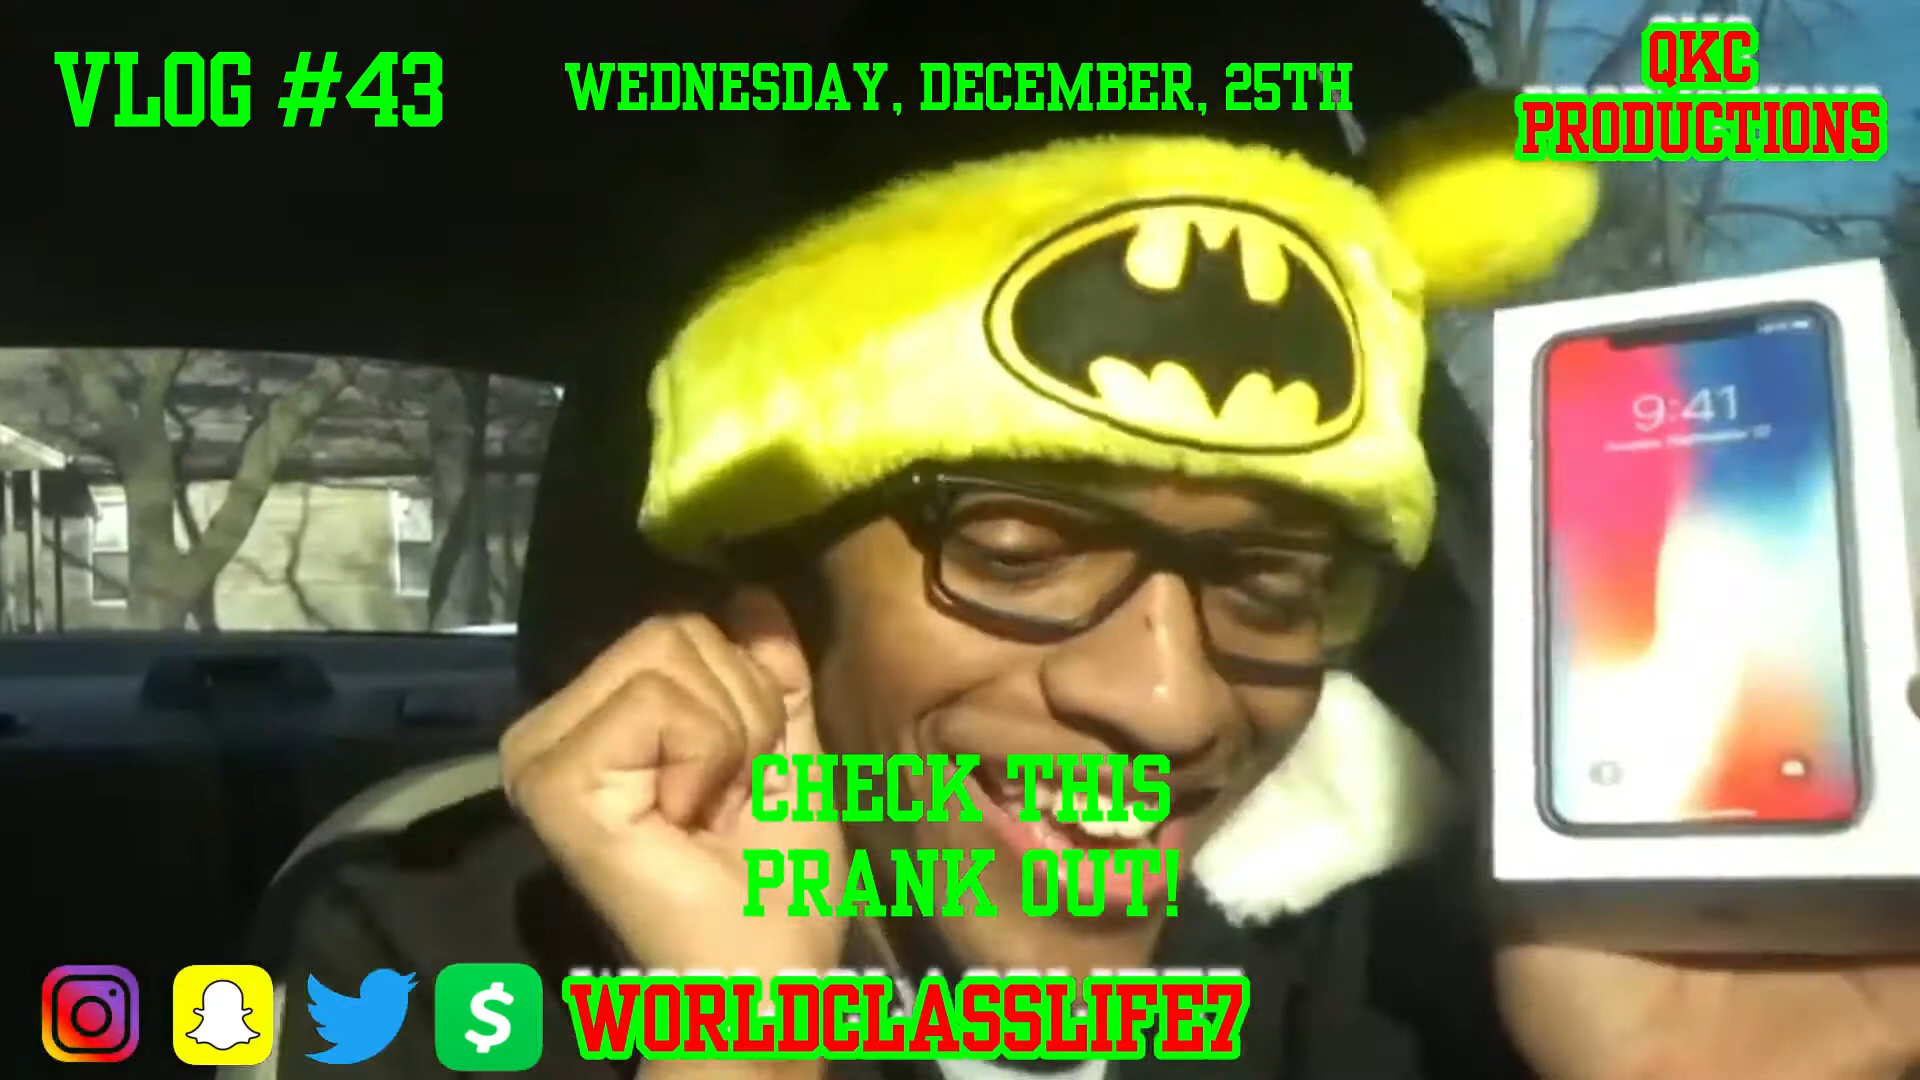 VLOG #43
WEDNESDAY, DECEMBER, 25TH
QKC
PRODUCTIONS
9:41
CHECK THIS
PRANK OUT!
$
WORLDCLASSLIFE7